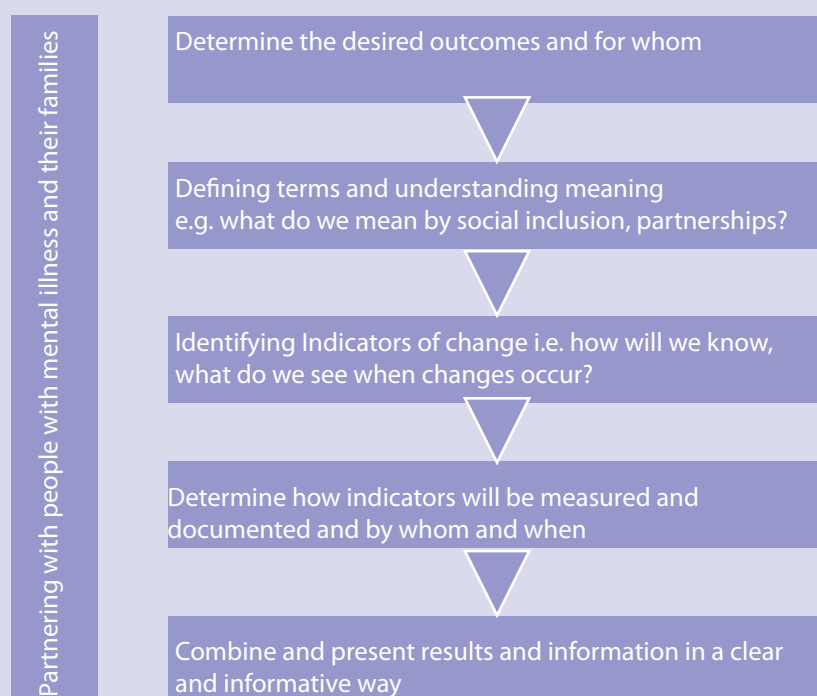 Partnering with people with mental illness and their families
Determine the desired outcomes and for whom
Defining terms and understanding meaning
e.g. what do we mean by social inclusion, partnerships?
Identifying Indicators of change i.e. how will we know,
what do we see when changes occur?
Determine how indicators will be measured and
documented and by whom and when
Combine and present results and information in a clear
and informative way